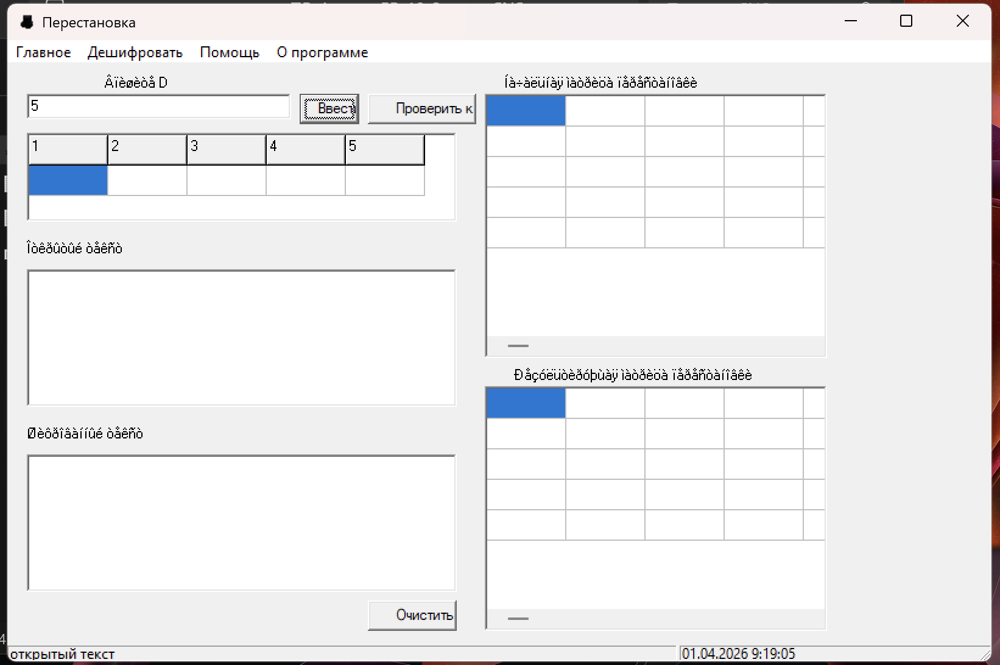 Перестановка
Главное Дешифровать Помощь О программе
Âïèøèòå D
5
Ввест
Проверить к
1 2 3 4 5
Îòêðûòûé òåêñò
Øèôðîâàííûé òåêñò
Очистить
Íà÷àëüíàÿ ìàòðèöà ïåðåñòàíîâêè
Ðåçóëüòèðóþùàÿ ìàòðèöà ïåðåñòàíîâêè
открытый текст
01.04.2026 9:19:05